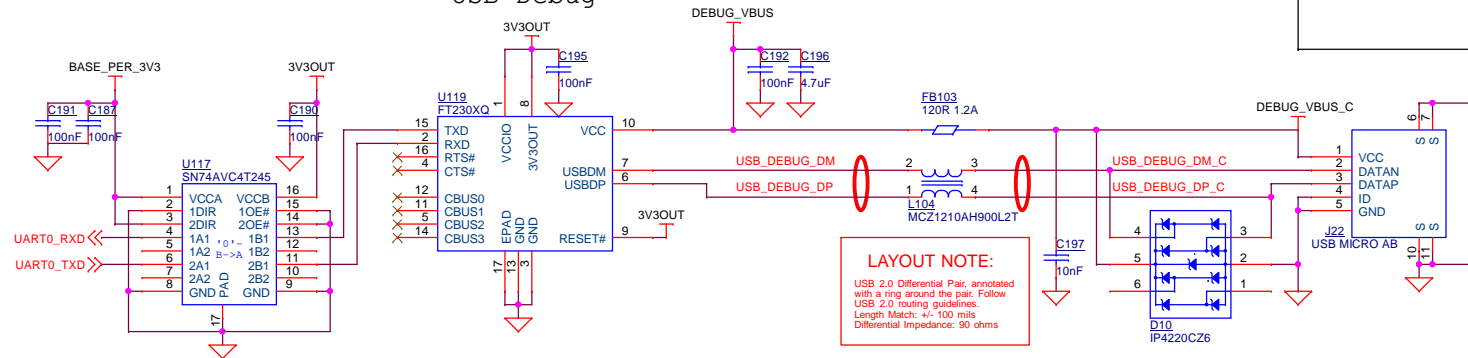 USB Debug
DEBUG_VBUS
3V3OUT
BASE_PER_3V3
3V3OUT
C195
100nF
C192
100nF
C196
4.7uF
C191
100nF
C187
100nF
C190
100nF
U119
FT230XQ
FB103
120R 1.2A
DEBUG_VBUS_C
15 TXD
2 RXD
16 RTS#
4 CTS#
12 CBUS0
11 CBUS1
5 CBUS2
14 CBUS3
1 VCCIO
8 3V3OUT
VCC 10
USBDM 7
USBDP 6
RESET# 9
3V3OUT
EPAD 17
GND 13
GND 3
U117
SN74AVC4T245
1 VCCA
2 1DIR
3 2DIR
4 1A1
5 1A2
6 2A1
7 2A2
8 GND
PAD 17
VCCB 16
1OE# 15
2OE# 14
1B1 13
1B2 12
2B1 11
2B2 10
GND 9
'0'-
B->A
UART0_RXD
UART0_TXD
USB_DEBUG_DM
USB_DEBUG_DP
2 3
1 4
L104
MCZ1210AH900L2T
USB_DEBUG_DM_C
USB_DEBUG_DP_C
1 VCC
2 DATAN
3 DATAP
4 ID
5 GND
6 S
7 S
10 S
11 S
J22
USB MICRO AB
C197
10nF
4 3
5 2
6 1
D10
IP4220CZ6
LAYOUT NOTE:
USB 2.0 Differential Pair, annotated
with a ring around the pair. Follow
USB 2.0 routing guidelines.
Length Match: +/- 100 mils
Differential Impedance: 90 ohms